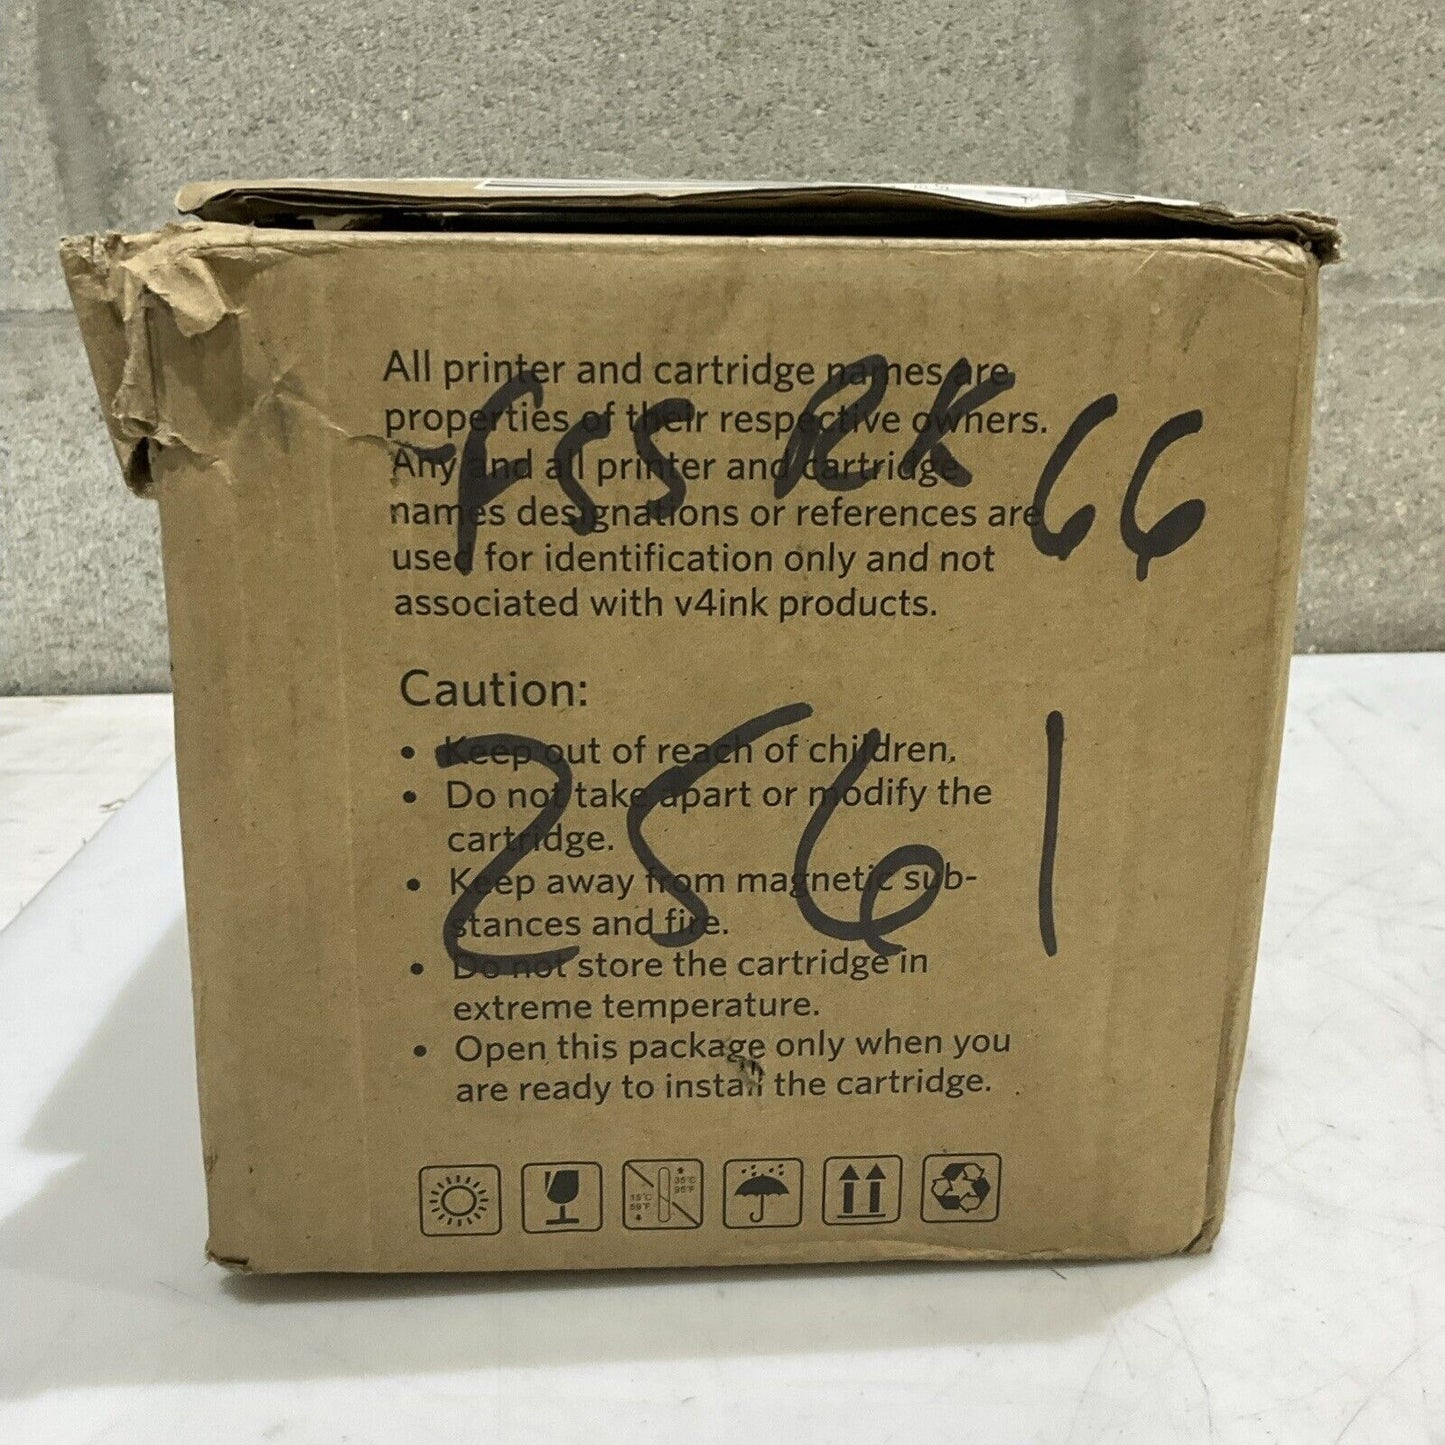 All printer and cartridge names are
properties of their respective owners.
Any and all printer and cartridge
names designations or references are
used for identification only and not
associated with v4ink products.
66
Caution:
• Keep out of reach of children.
• Do not take apart or modify the
cartridge.
• Keep away from magnetic sub-
stances and fire.
• Do not store the cartridge in
extreme temperature.
• Open this package only when you
are ready to install the cartridge.
2561
35°C
95°F
15°C
59°F